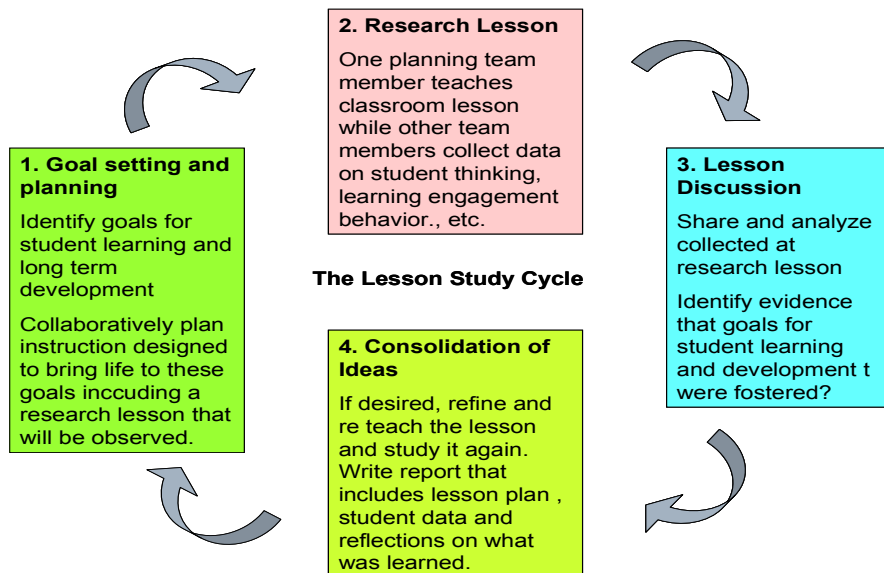 1. Goal setting and
planning
Identify goals for
student learning and
long term
development
Collaboratively plan
instruction designed
to bring life to these
goals inccuding a
research lesson that
will be observed.
2. Research Lesson
One planning team
member teaches
classroom lesson
while other team
members collect data
on student thinking,
learning engagement
behavior., etc.
3. Lesson
Discussion
Share and analyze
collected at
research lesson
Identify evidence
that goals for
student learning
and development t
were fostered?
The Lesson Study Cycle
4. Consolidation of
Ideas
If desired, refine and
re teach the lesson
and study it again.
Write report that
includes lesson plan ,
student data and
reflections on what
was learned.